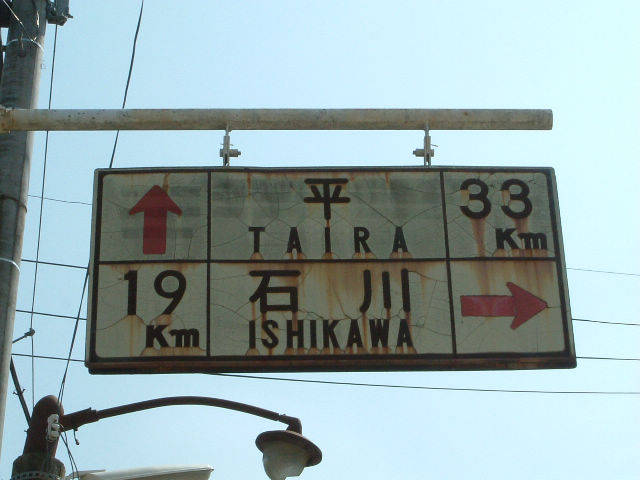 平 33
TAIRA Km
19 石川
Km ISHIKAWA